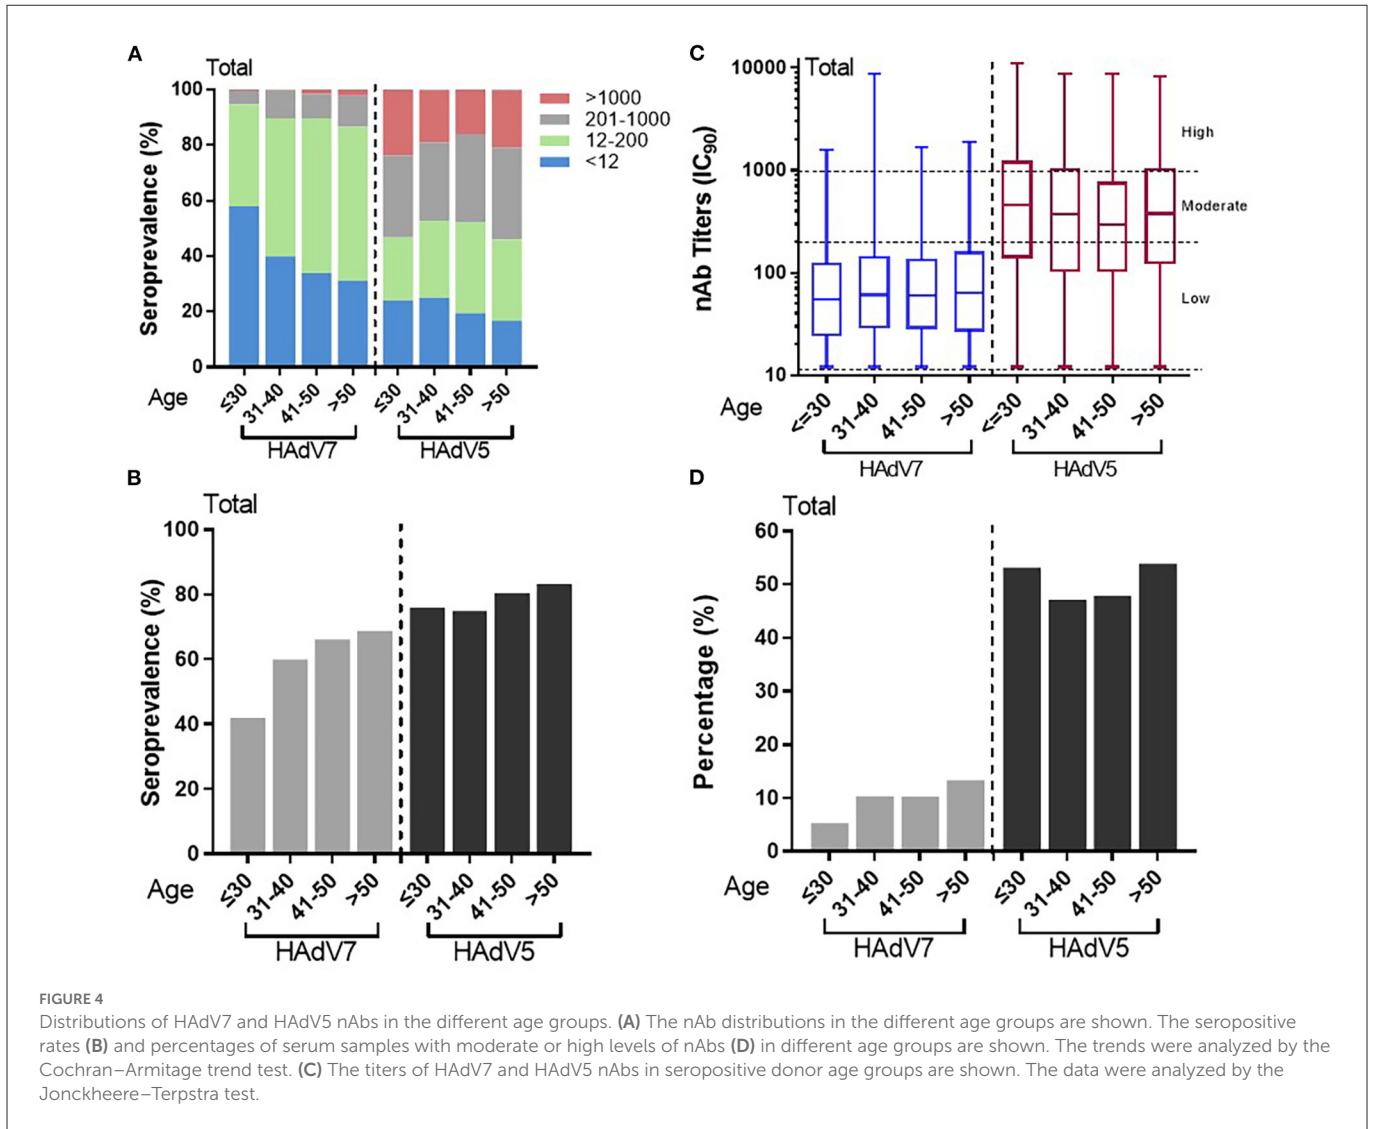 A
Total
Seroprevalence (%)
100
80
60
40
20
0
>1000
201-1000
12-200
<12
Age
≤30
31-40
41-50
>50
≤30
31-40
41-50
>50
HAdV7
HAdV5
C
Total
nAb Titers (IC90)
10000
1000
100
10
High
Moderate
Low
Age
<=30
31-40
41-50
>50
<=30
31-40
41-50
>50
HAdV7
HAdV5
B
Total
Seroprevalence (%)
100
80
60
40
20
0
Age
≤30
31-40
41-50
>50
≤30
31-40
41-50
>50
HAdV7
HAdV5
D
Total
Percentage (%)
60
50
40
30
20
10
0
Age
≤30
31-40
41-50
>50
≤30
31-40
41-50
>50
HAdV7
HAdV5
FIGURE 4
Distributions of HAdV7 and HAdV5 nAbs in the different age groups. (A) The nAb distributions in the different age groups are shown. The seropositive
rates (B) and percentages of serum samples with moderate or high levels of nAbs (D) in different age groups are shown. The trends were analyzed by the
Cochran–Armitage trend test. (C) The titers of HAdV7 and HAdV5 nAbs in seropositive donor age groups are shown. The data were analyzed by the
Jonckheere–Terpstra test.